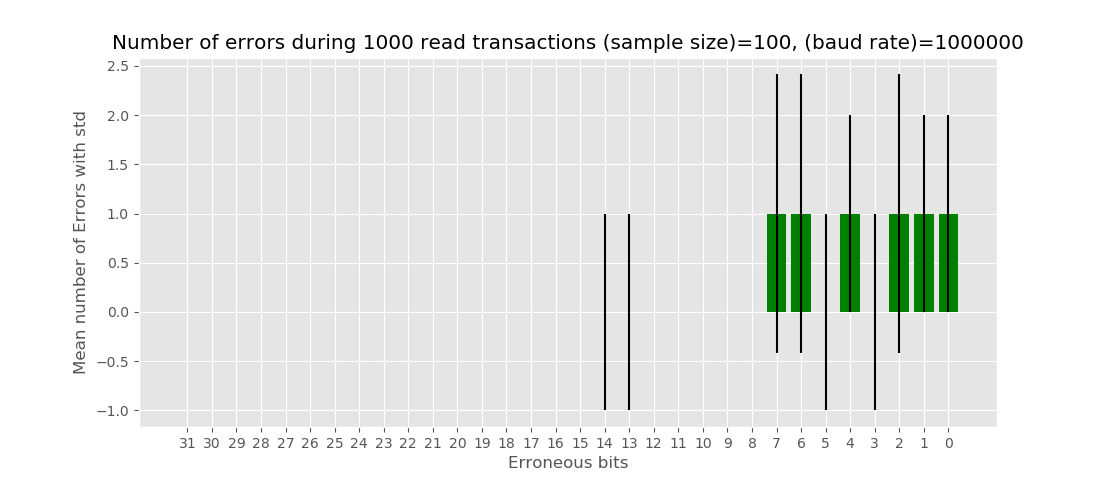 Number of errors during 1000 read transactions (sample size)=100, (baud rate)=1000000
Mean number of Errors with std
2.5
2.0
1.5
1.0
0.5
0.0
−0.5
−1.0
31 30 29 28 27 26 25 24 23 22 21 20 19 18 17 16 15 14 13 12 11 10 9 8 7 6 5 4 3 2 1 0
Erroneous bits